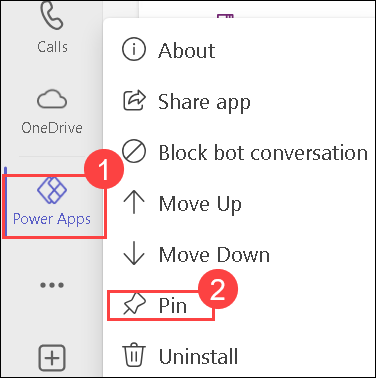 Calls
OneDrive
1
Power Apps
About
Share app
Block bot conversation
Move Up
Move Down
2
Pin
Uninstall